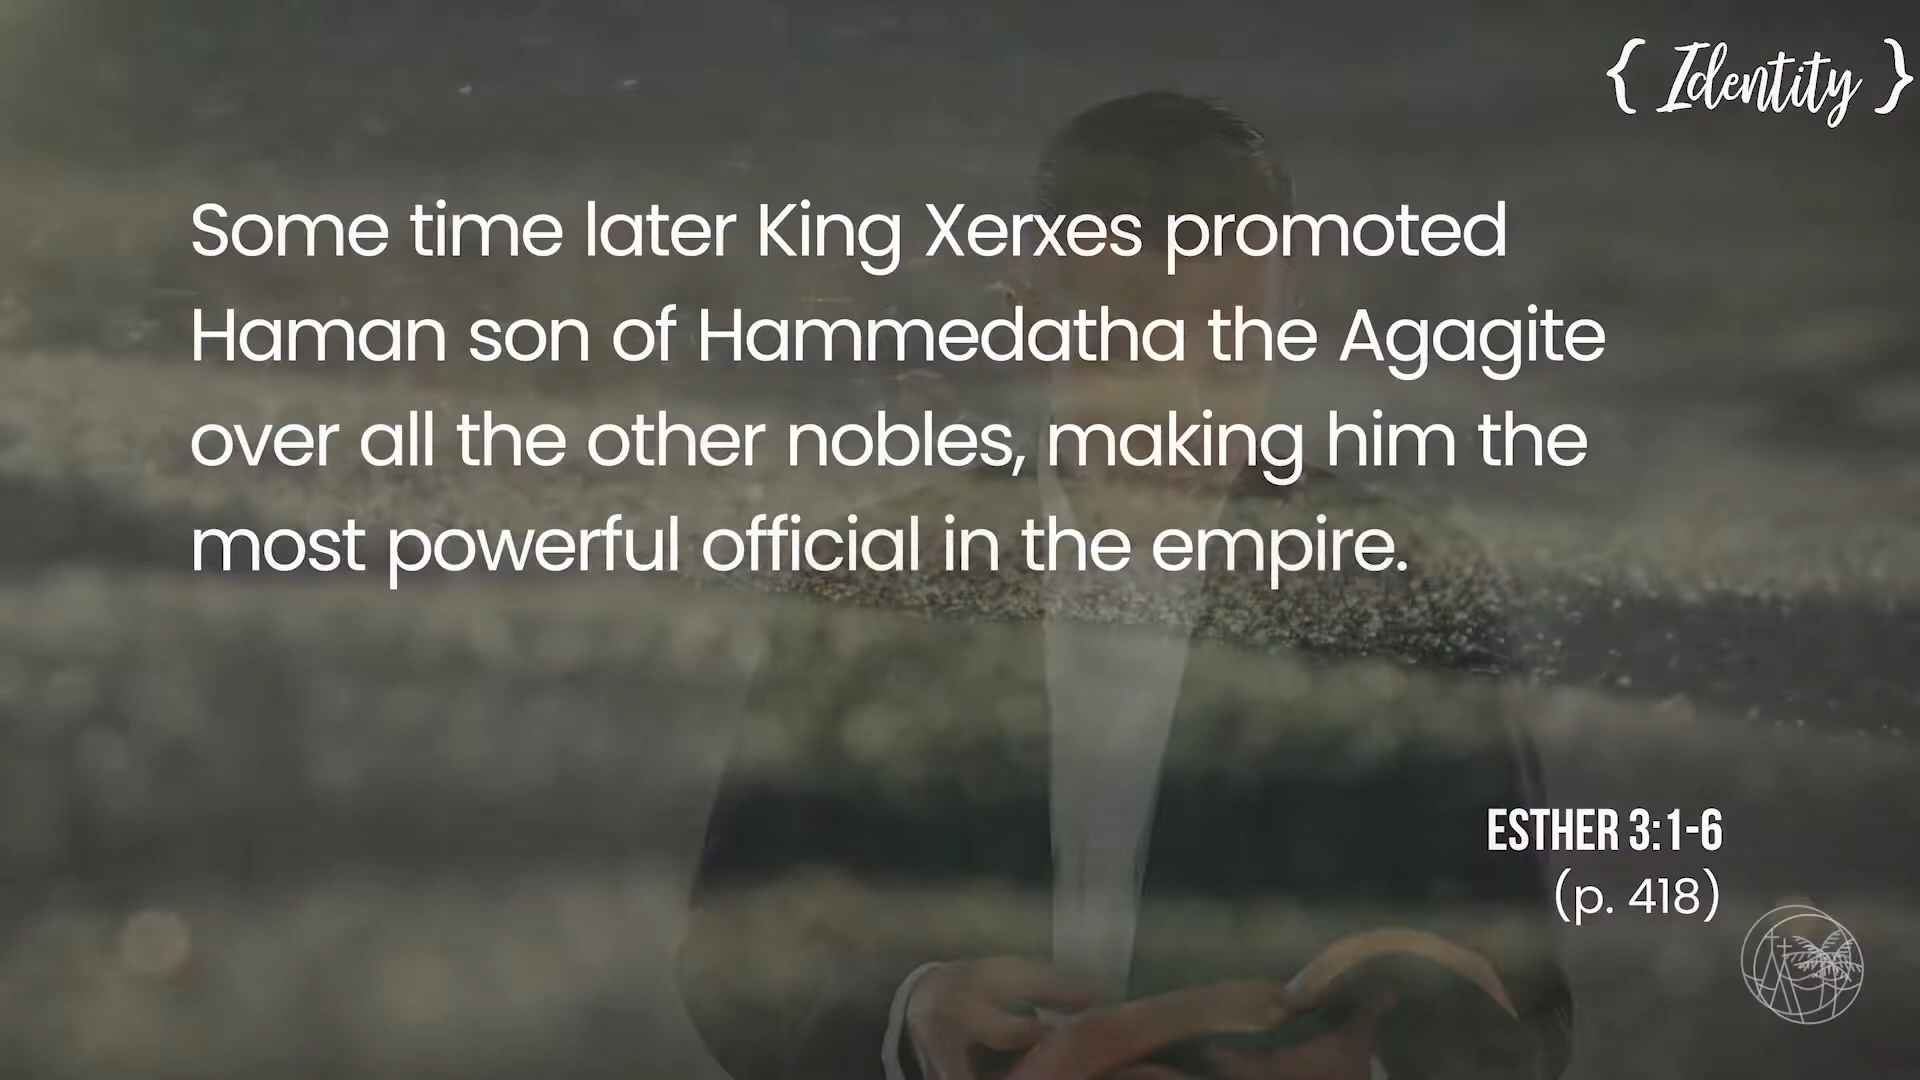 { Identity }
Some time later King Xerxes promoted
Haman son of Hammedatha the Agagite
over all the other nobles, making him the
most powerful official in the empire.
ESTHER 3:1-6
(p. 418)